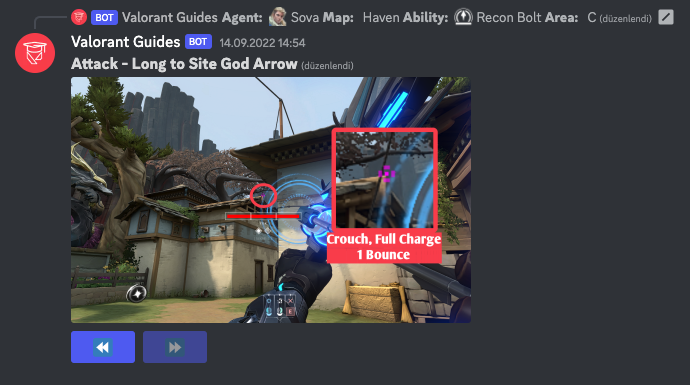 BOT Valorant Guides Agent: Sova Map: Haven Ability: Recon Bolt Area: C (düzenlendi)
Valorant Guides BOT 14.09.2022 14:54
Attack - Long to Site God Arrow (düzenlendi)
Crouch, Full Charge
1 Bounce